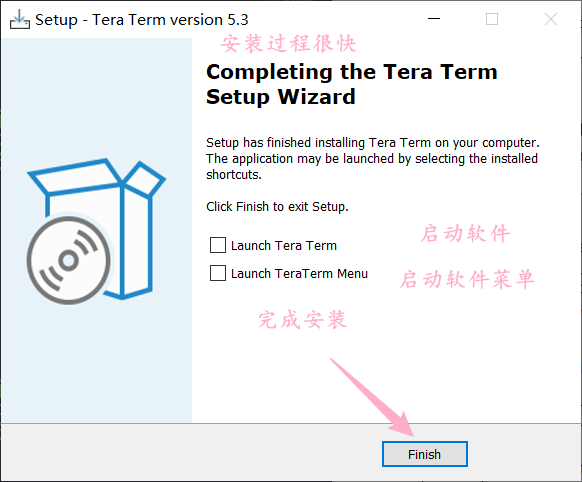 Setup - Tera Term version 5.3
安装过程很快
Completing the Tera Term
Setup Wizard
Setup has finished installing Tera Term on your computer.
The application may be launched by selecting the installed
shortcuts.
Click Finish to exit Setup.
启动软件
Launch Tera Term
Launch TeraTerm Menu
启动软件菜单
完成安装
Finish